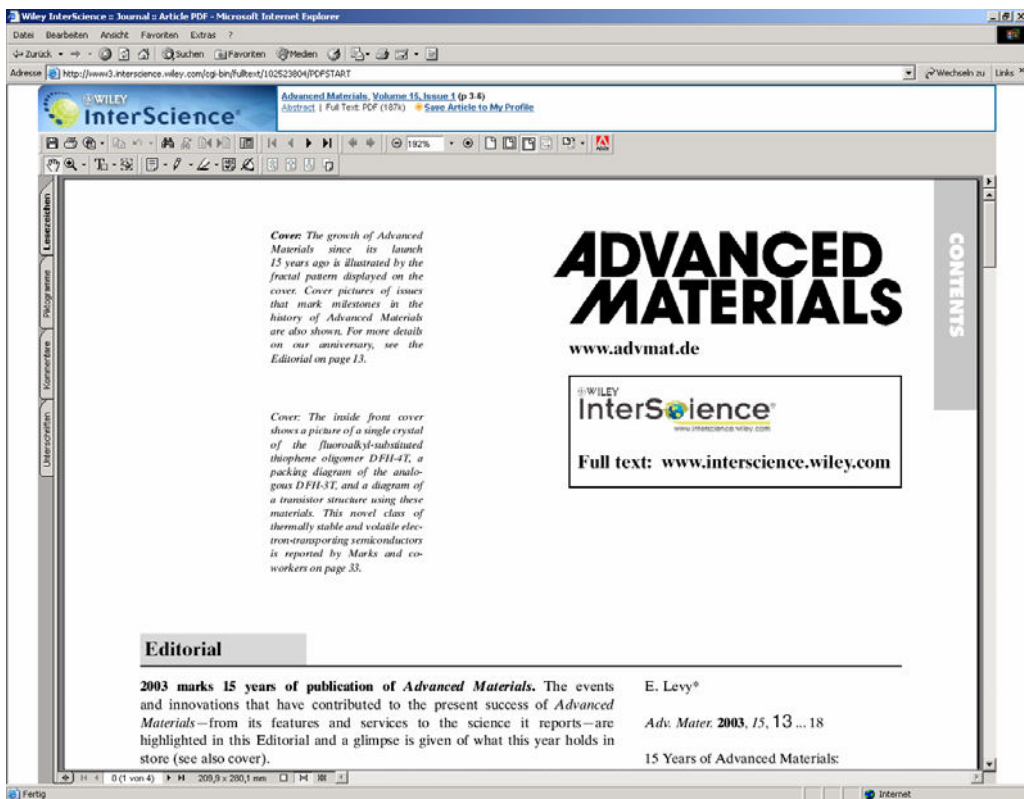 Wiley InterScience :: Journal :: Article PDF - Microsoft Internet Explorer
Datei Bearbeiten Ansicht Favoriten Extras ?
Zurück Suchen Favoriten Medien
Adresse http://www3.interscience.wiley.com/cgi-bin/fulltext/102523804/PDFSTART Wechseln zu Links
WILEY
InterScience®
Advanced Materials, Volume 15, Issue 1 (p 3-6)
Abstract | Full Text: PDF (187k) Save Article to My Profile
192%
Lesezeichen
Piktogramme
Kommentare
Unterschriften
Cover: The growth of Advanced
Materials since its launch
15 years ago is illustrated by the
fractal pattern displayed on the
cover. Cover pictures of issues
that mark milestones in the
history of Advanced Materials
are also shown. For more details
on our anniversary, see the
Editorial on page 13.
Cover: The inside front cover
shows a picture of a single crystal
of the fluoroalkyl-substituted
thiophene oligomer DFH-4T, a
packing diagram of the analo-
gous DFH-3T, and a diagram of
a transistor structure using these
materials. This novel class of
thermally stable and volatile elec-
tron-transporting semiconductors
is reported by Marks and co-
workers on page 33.
ADVANCED
MATERIALS
www.advmat.de
WILEY
InterScience®
www.interscience.wiley.com
Full text: www.interscience.wiley.com
CONTENTS
Editorial
2003 marks 15 years of publication of Advanced Materials. The events
and innovations that have contributed to the present success of Advanced
Materials—from its features and services to the science it reports—are
highlighted in this Editorial and a glimpse is given of what this year holds in
store (see also cover).
E. Levy*
Adv. Mater. 2003, 15, 13 ... 18
15 Years of Advanced Materials:
0 (1 von 4) 209,9 x 280,1 mm
Fertig Internet